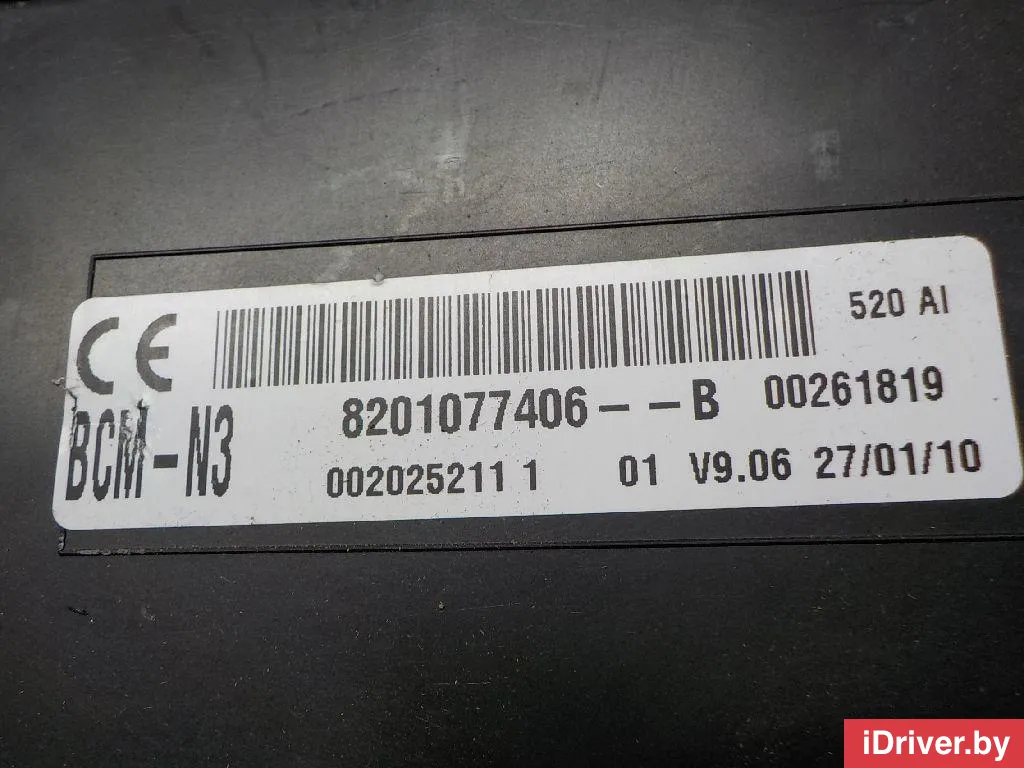 CE 520 AI
BCM-N3 8201077406--B 00261819
002025211 1 01 V9.06 27/01/10
iDriver.by